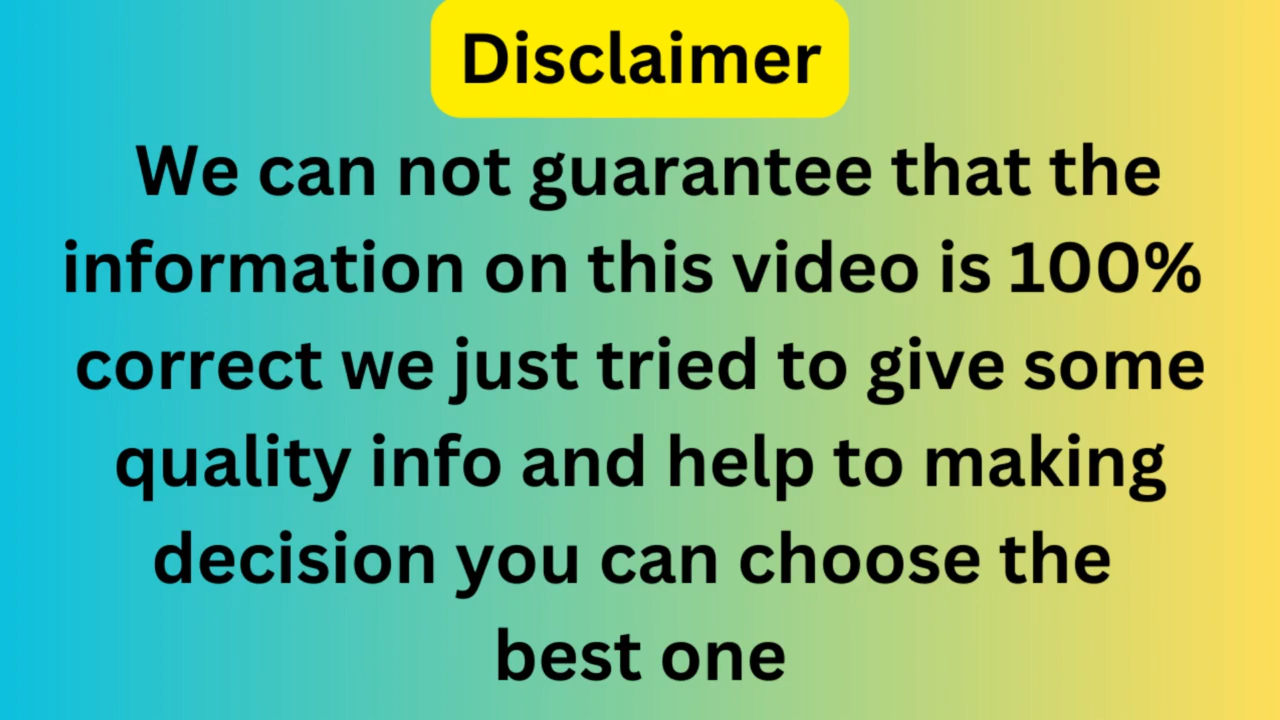 Disclaimer
We can not guarantee that the
information on this video is 100%
correct we just tried to give some
quality info and help to making
decision you can choose the
best one